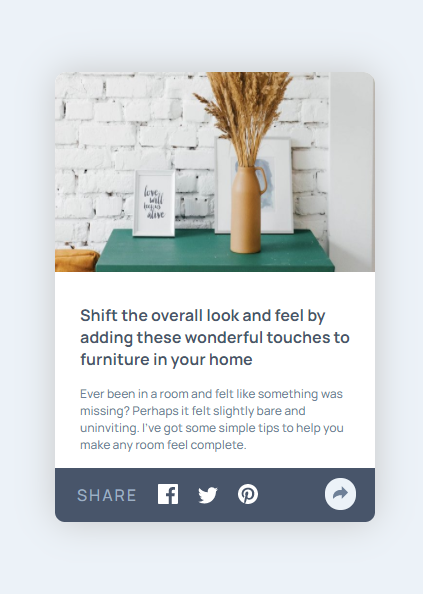 love
will
begin
alive
Shift the overall look and feel by
adding these wonderful touches to
furniture in your home
Ever been in a room and felt like something was
missing? Perhaps it felt slightly bare and
uninviting. I've got some simple tips to help you
make any room feel complete.
SHARE